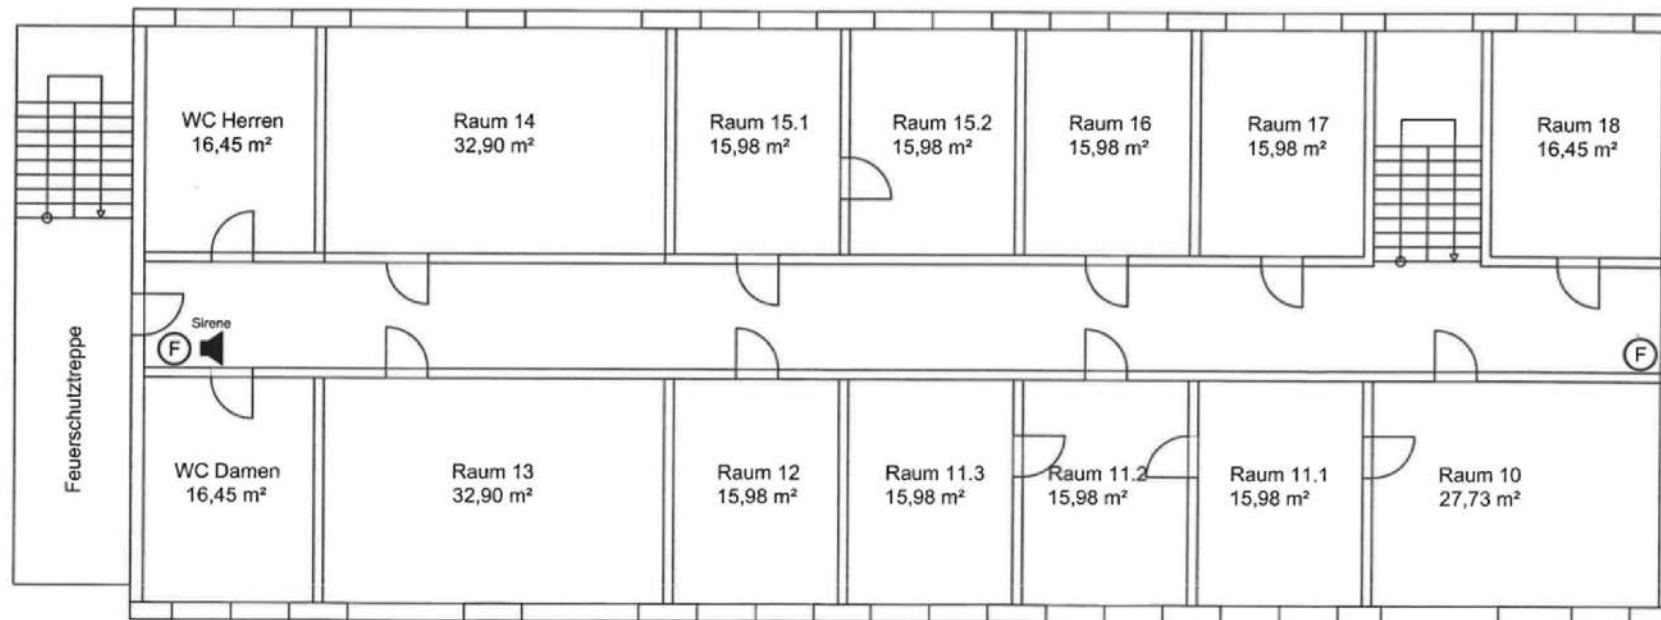 WC Herren
16,45 m²
Raum 14
32,90 m²
Raum 15.1
15,98 m²
Raum 15.2
15,98 m²
Raum 16
15,98 m²
Raum 17
15,98 m²
Raum 18
16,45 m²
Feuerschutztreppe
Sirene
F
F
WC Damen
16,45 m²
Raum 13
32,90 m²
Raum 12
15,98 m²
Raum 11.3
15,98 m²
Raum 11.2
15,98 m²
Raum 11.1
15,98 m²
Raum 10
27,73 m²